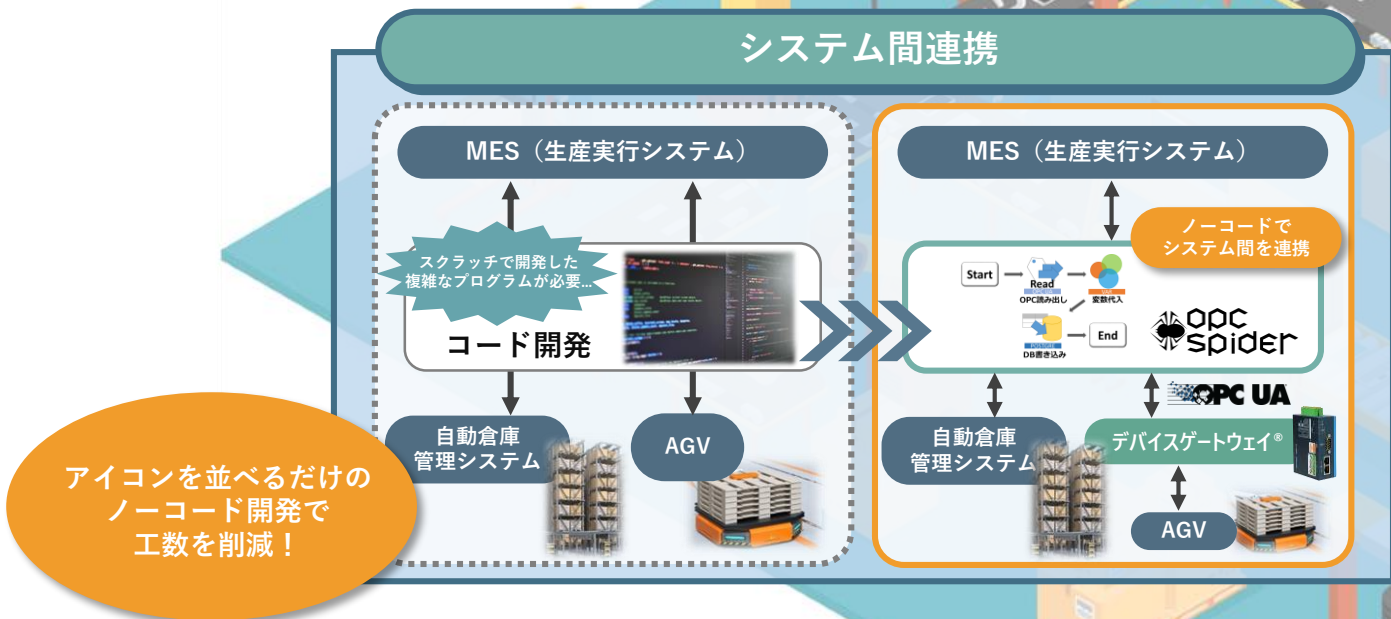 システム間連携
MES（生産実行システム）
スクラッチで開発した
複雑なプログラムが必要...
コード開発
自動倉庫
管理システム
AGV
MES（生産実行システム）
ノーコードで
システム間を連携
Start
Read
OPC UA
OPC読み出し
VAR
変数代入
POSTGRE
DB書き込み
End
opc
spider
OPC UA
自動倉庫
管理システム
デバイスゲートウェイ®
AGV
アイコンを並べるだけの
ノーコード開発で
工数を削減！